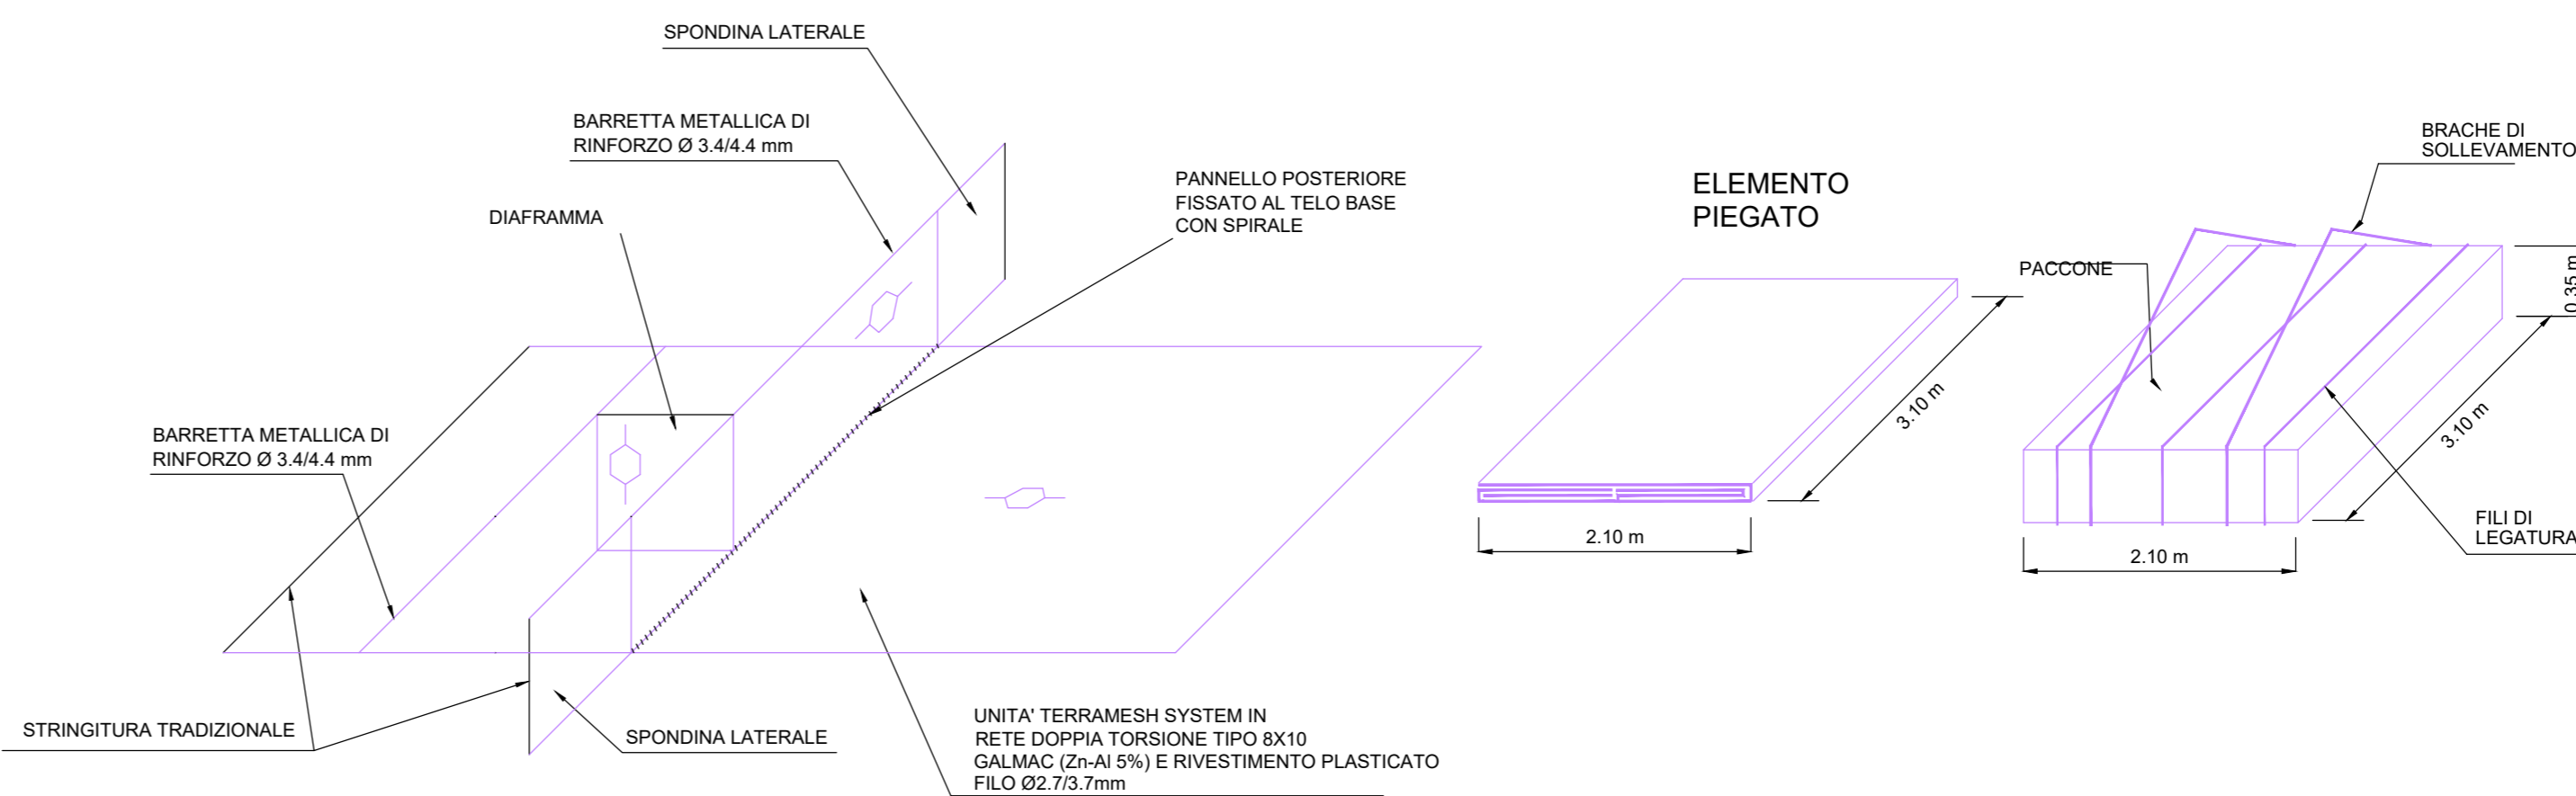 SPONDINA LATERALE
BARRETTA METALLICA DI
RINFORZO Ø 3.4/4.4 mm
DIAFRAMMA
PANNELLO POSTERIORE
FISSATO AL TELO BASE
CON SPIRALE
BARRETTA METALLICA DI
RINFORZO Ø 3.4/4.4 mm
STRINGITURA TRADIZIONALE
SPONDINA LATERALE
UNITA' TERRAMESH SYSTEM IN
RETE DOPPIA TORSIONE TIPO 8X10
GALMAC (Zn-Al 5%) E RIVESTIMENTO PLASTICATO
FILO Ø2.7/3.7mm
ELEMENTO
PIEGATO
3.10 m
2.10 m
BRACHE DI
SOLLEVAMENTO
PACCONE
0.35 m
3.10 m
FILI DI
LEGATURA
2.10 m